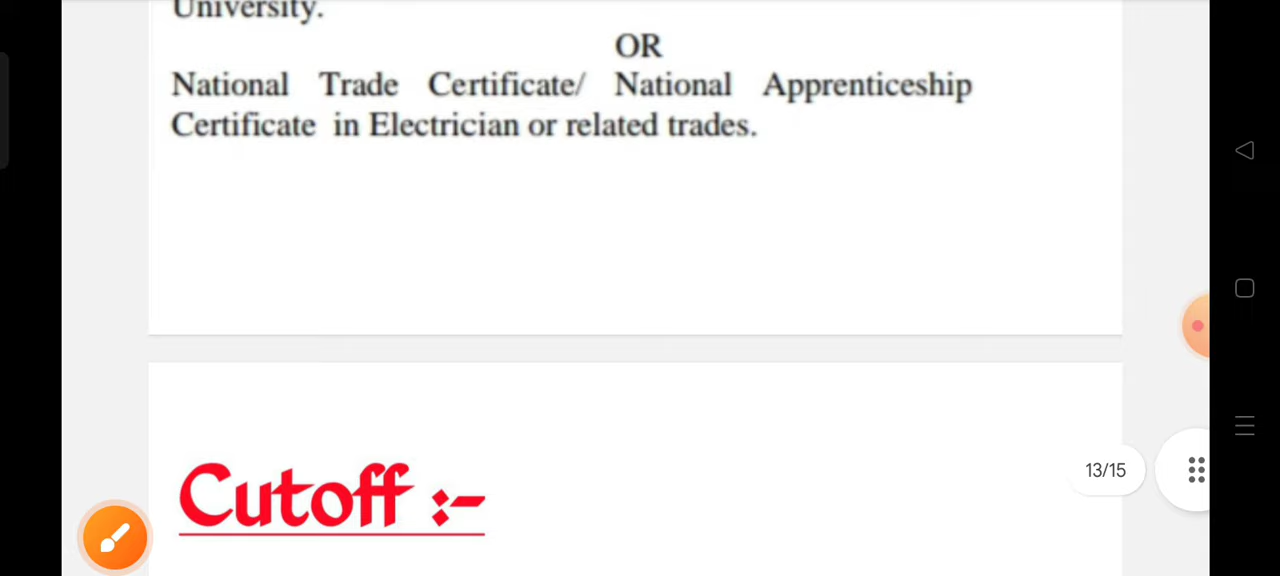 University.
OR
National Trade Certificate/ National Apprenticeship
Certificate in Electrician or related trades.
13/15
Cutoff :-